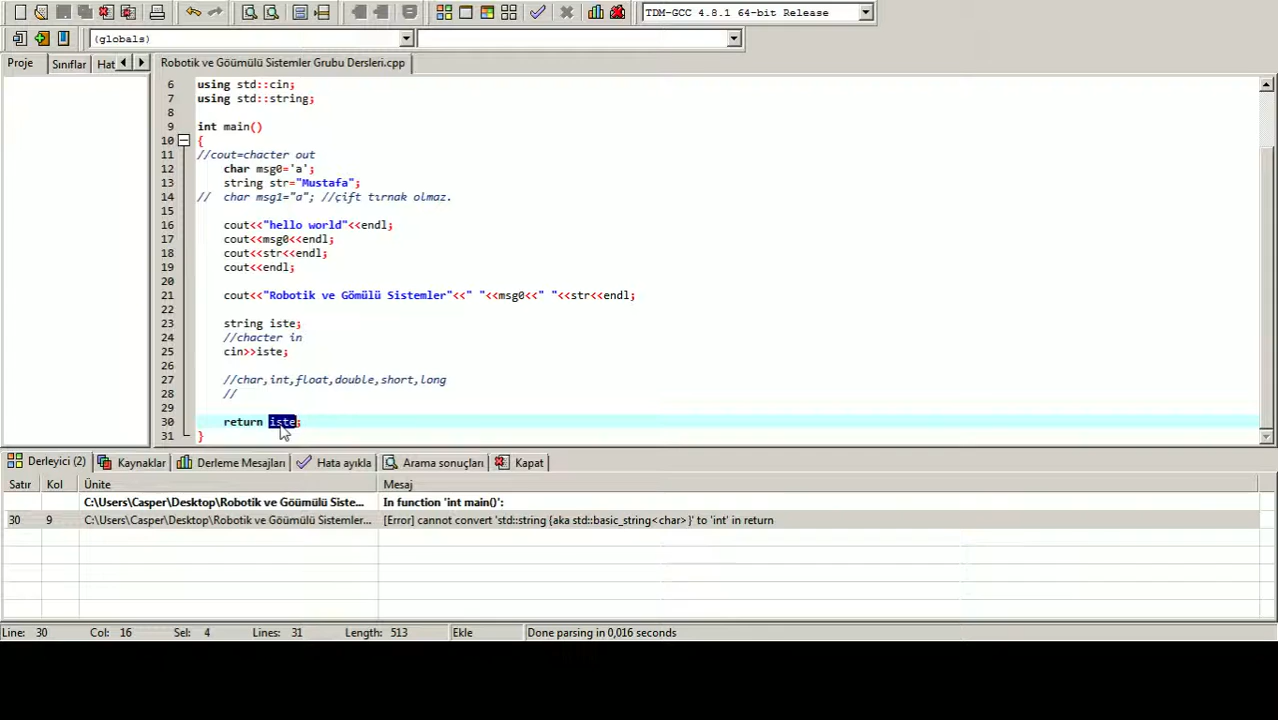 TDM-GCC 4.8.1 64-bit Release
(globals)
Proje Sınıflar Hat Robotik ve Göümülü Sistemler Grubu Dersleri.cpp
6 using std::cin;
7 using std::string;
8
9 int main()
10 {
11 //cout=chacter out
12 char msg0='a';
13 string str="Mustafa";
14 // char msg1="a"; //çift tırnak olmaz.
15
16 cout<<"hello world"<<endl;
17 cout<<msg0<<endl;
18 cout<<str<<endl;
19 cout<<endl;
20
21 cout<<"Robotik ve Gömülü Sistemler"<<" "<<msg0<<" "<<str<<endl;
22
23 string iste;
24 //chacter in
25 cin>>iste;
26
27 //char,int,float,double,short,long
28 //
29
30 return iste;
31 }
Derleyici (2) Kaynaklar Derleme Mesajları Hata ayıkla Arama sonuçları Kapat
Satır Kol Ünite Mesaj
C:\Users\Casper\Desktop\Robotik ve Göümülü Siste... In function 'int main()':
30 9 C:\Users\Casper\Desktop\Robotik ve Göümülü Sistemler... [Error] cannot convert 'std::string {aka std::basic_string<char>}' to 'int' in return
Line: 30 Col: 16 Sel: 4 Lines: 31 Length: 513 Ekle Done parsing in 0,016 seconds